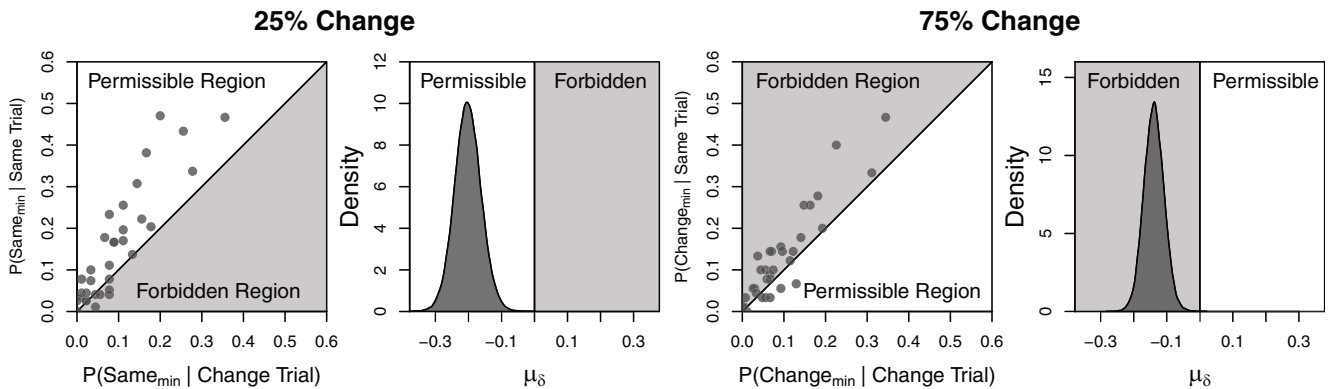 25% Change
75% Change
P(Same_min | Same Trial)
0.0 0.1 0.2 0.3 0.4 0.5 0.6
Permissible Region
Forbidden Region
0.0 0.1 0.2 0.3 0.4 0.5 0.6
P(Same_min | Change Trial)
Density
0 2 4 6 8 10 12
Permissible
Forbidden
−0.3 −0.1 0.1 0.3
μ_δ
P(Change_min | Same Trial)
0.0 0.1 0.2 0.3 0.4 0.5 0.6
Forbidden Region
Permissible Region
0.0 0.1 0.2 0.3 0.4 0.5 0.6
P(Change_min | Change Trial)
Density
0 5 10 15
Forbidden
Permissible
−0.3 −0.1 0.1 0.3
μ_δ